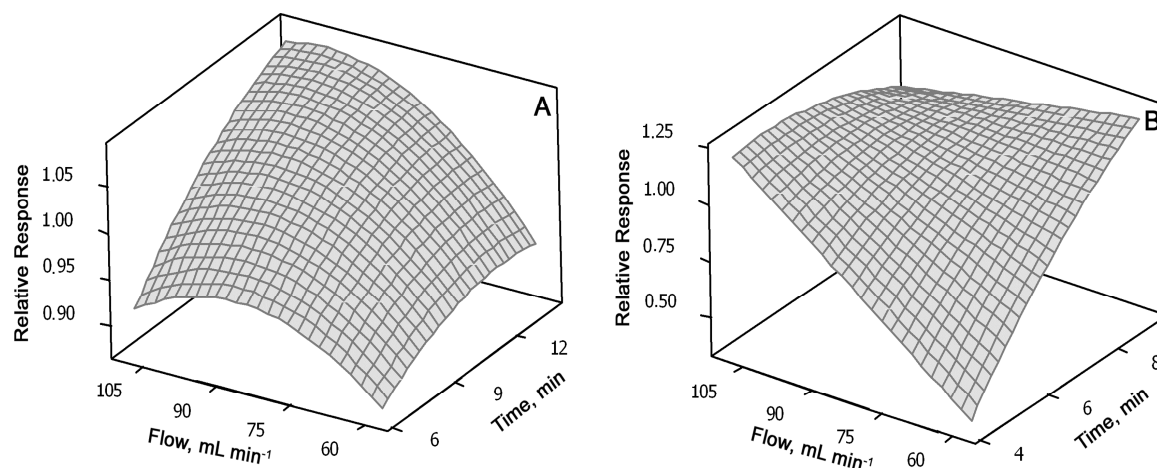 A
Relative Response
1.05
1.00
0.95
0.90
105
90
75
60
Flow, mL min⁻¹
6
9
12
Time, min
B
Relative Response
1.25
1.00
0.75
0.50
105
90
75
60
Flow, mL min⁻¹
4
6
8
Time, min